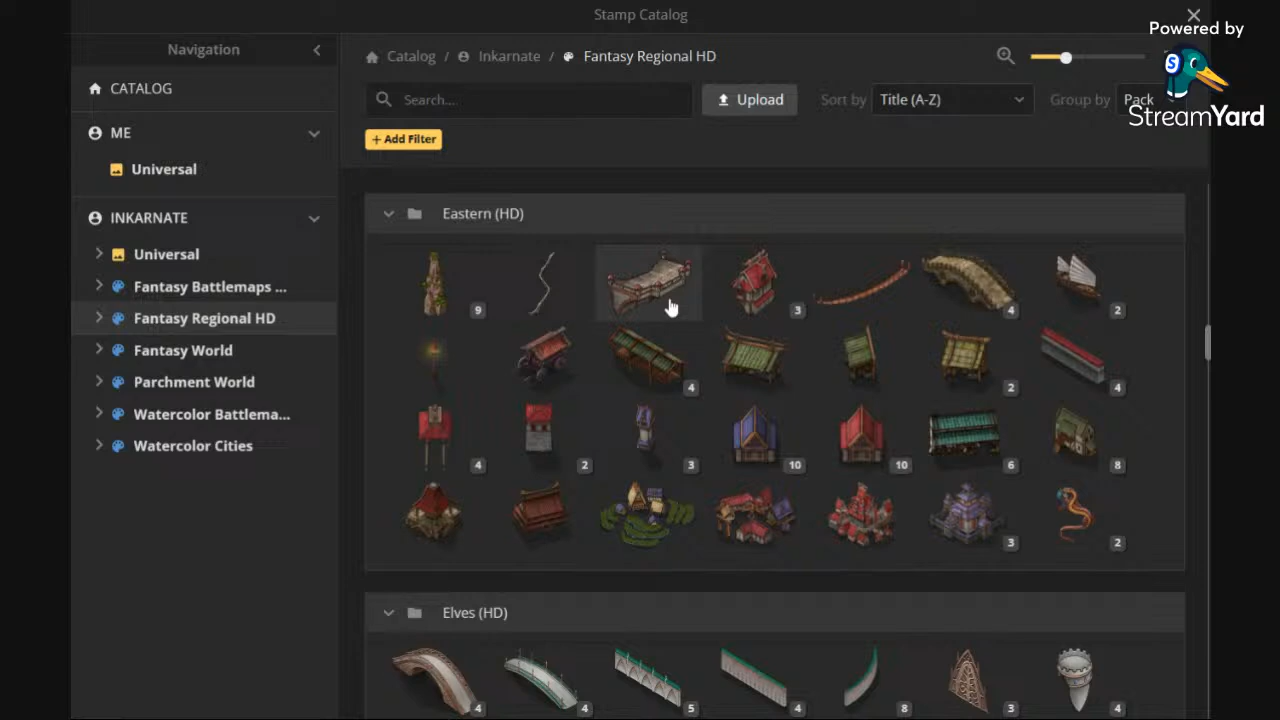 Stamp Catalog
Powered by
StreamYard
Navigation
CATALOG
ME
Universal
INKARNATE
Universal
Fantasy Battlemaps ...
Fantasy Regional HD
Fantasy World
Parchment World
Watercolor Battlema...
Watercolor Cities
Catalog / Inkarnate / Fantasy Regional HD
Search....
Upload
Sort by
Title (A-Z)
Group by
Pack
+ Add Filter
Eastern (HD)
9
3
4
2
4
2
4
4
2
3
10
10
6
8
3
2
Elves (HD)
4
4
5
4
8
3
4